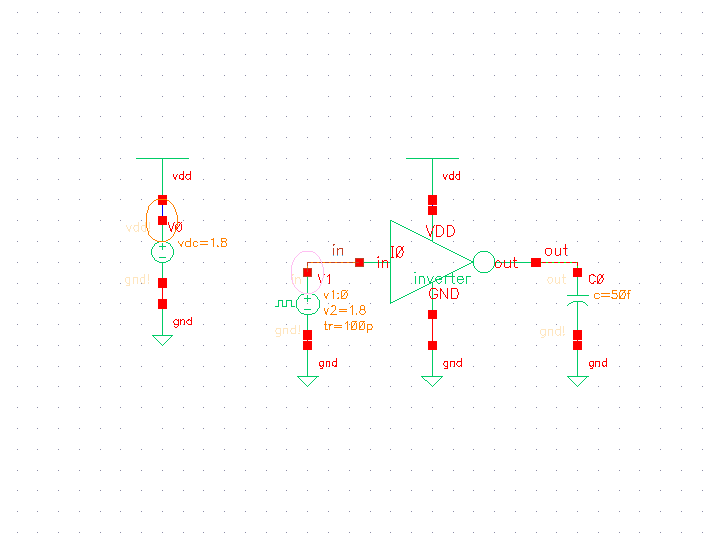 vdd
vdd
vdd
V0
vdc=1.8
gnd!
gnd
VDD
in
in
I0
out
out
inverter
GND
V1
v1:0
v2=1.8
tr=100p
gnd!
gnd
gnd
out
C0
c=50f
gnd!
gnd